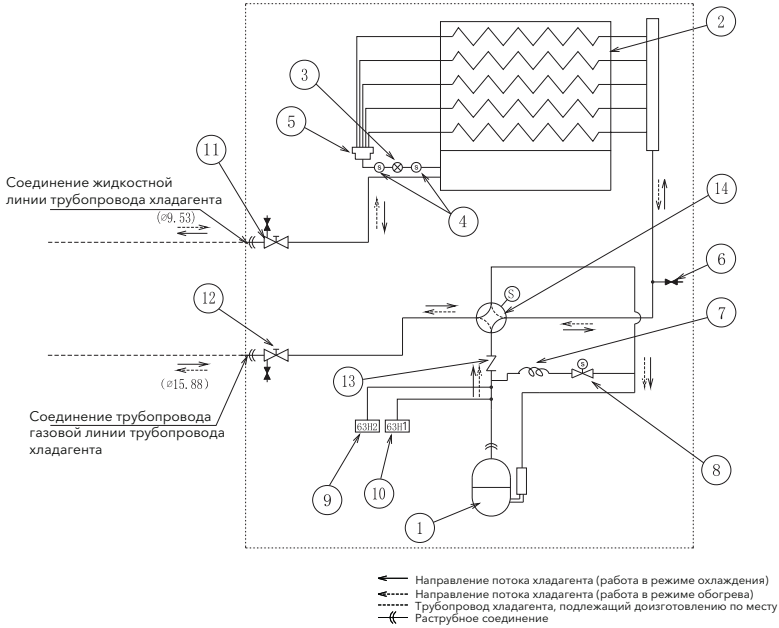 2
3
5
11
Соединение жидкостной
линии трубопровода хладагента
(⌀9.53)
S
S
4
14
6
12
S
7
13
S
(⌀15.88)
Соединение трубопровода
газовой линии трубопровода
хладагента
63H2
63H1
8
9
10
1
Направление потока хладагента (работа в режиме охлаждения)
Направление потока хладагента (работа в режиме обогрева)
Трубопровод хладагента, подлежащий доизготовлению по месту
Раструбное соединение